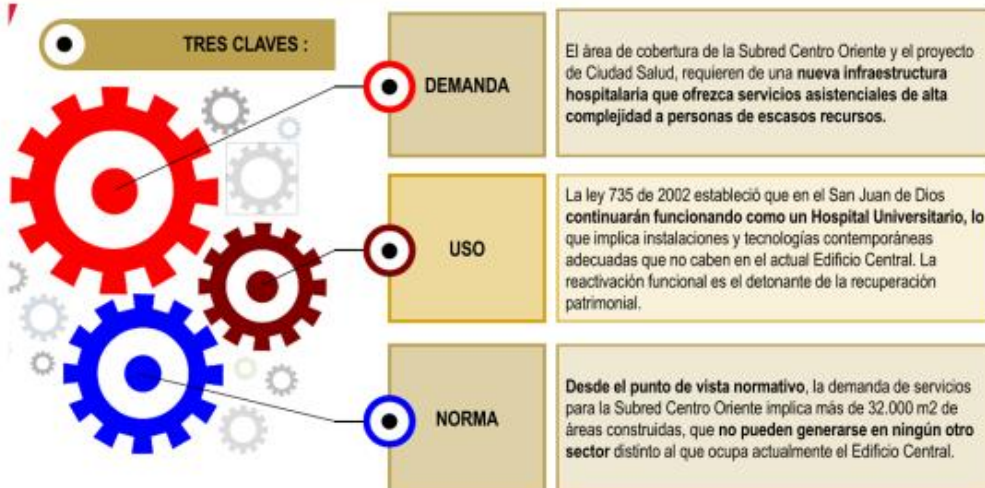 TRES CLAVES :
DEMANDA
El área de cobertura de la Subred Centro Oriente y el proyecto
de Ciudad Salud, requieren de una nueva infraestructura
hospitalaria que ofrezca servicios asistenciales de alta
complejidad a personas de escasos recursos.
USO
La ley 735 de 2002 estableció que en el San Juan de Dios
continuarán funcionando como un Hospital Universitario, lo
que implica instalaciones y tecnologías contemporáneas
adecuadas que no caben en el actual Edificio Central. La
reactivación funcional es el detonante de la recuperación
patrimonial.
NORMA
Desde el punto de vista normativo, la demanda de servicios
para la Subred Centro Oriente implica más de 32.000 m2 de
áreas construidas, que no pueden generarse en ningún otro
sector distinto al que ocupa actualmente el Edificio Central.